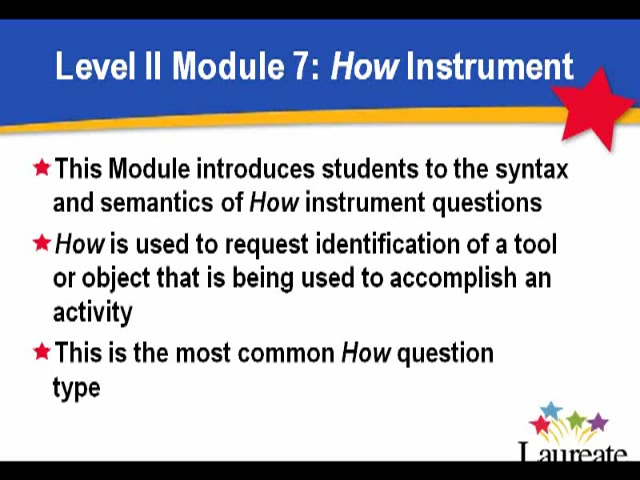 Level II Module 7: How Instrument
This Module introduces students to the syntax
and semantics of How instrument questions
How is used to request identification of a tool
or object that is being used to accomplish an
activity
This is the most common How question
type
Laureate